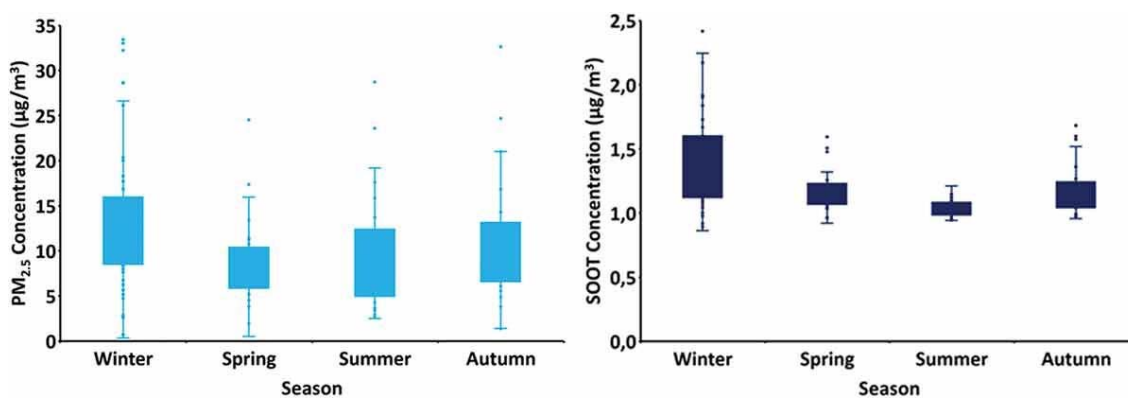 PM2.5 Concentration (µg/m³)
35
30
25
20
15
10
5
0
Winter Spring Summer Autumn
Season
SOOT Concentration (µg/m³)
2,5
2,0
1,5
1,0
0,5
0,0
Winter Spring Summer Autumn
Season